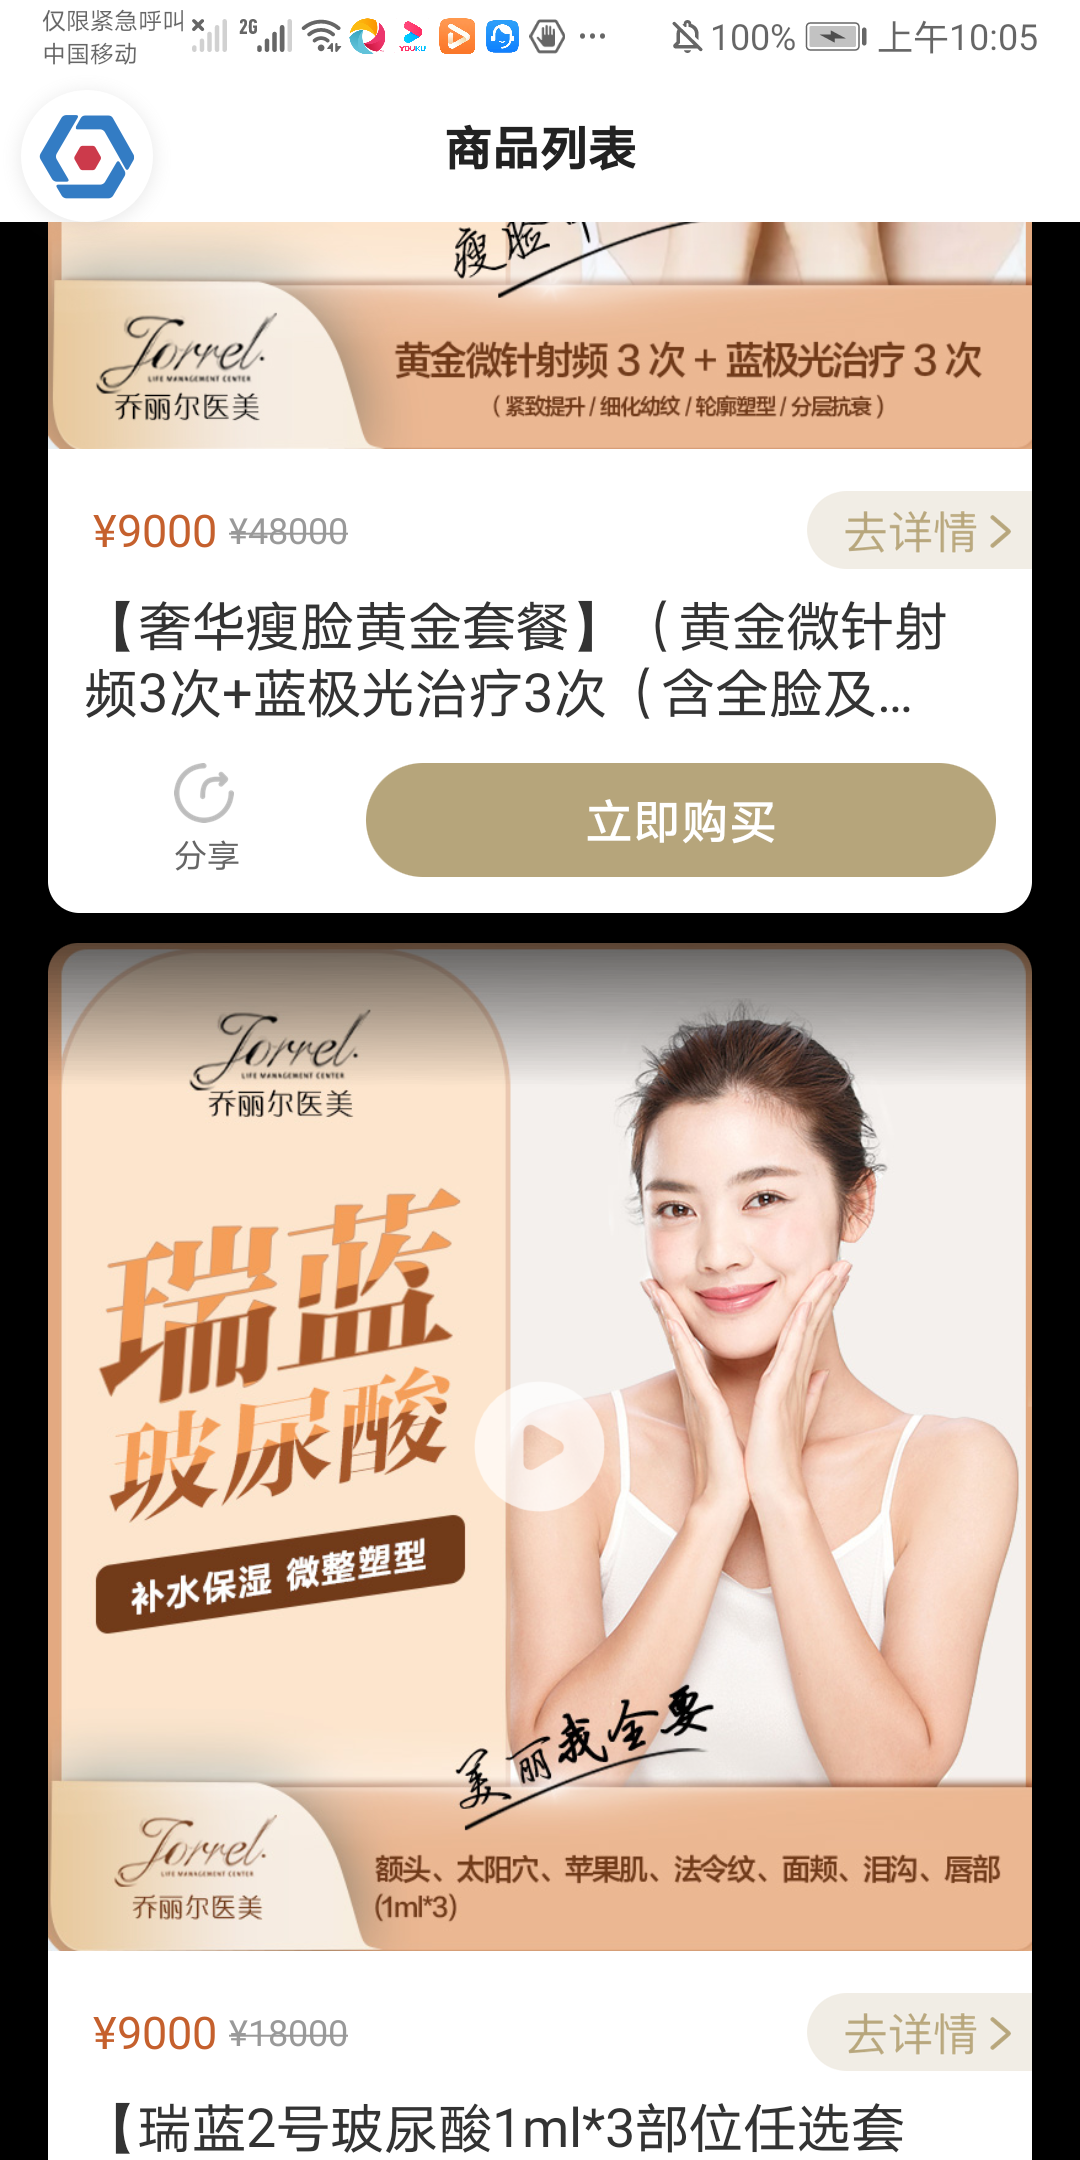 仅限紧急呼叫
中国移动
2G
YOUKU
100%
上午10:05
商品列表
瘦脸
Jorrel.
LIFE MANAGEMENT CENTER
乔丽尔医美
黄金微针射频 3 次 + 蓝极光治疗 3 次
( 紧致提升 / 细化幼纹 / 轮廓塑型 / 分层抗衰 )
¥9000 ¥48000
去详情
【奢华瘦脸黄金套餐】（黄金微针射
频3次+蓝极光治疗3次（含全脸及...
分享
立即购买
Jorrel.
LIFE MANAGEMENT CENTER
乔丽尔医美
瑞蓝
玻尿酸
补水保湿 微整塑型
美丽我全要
Jorrel.
LIFE MANAGEMENT CENTER
乔丽尔医美
额头、太阳穴、苹果肌、法令纹、面颊、泪沟、唇部
(1ml*3)
¥9000 ¥18000
去详情
【瑞蓝2号玻尿酸1ml*3部位任选套